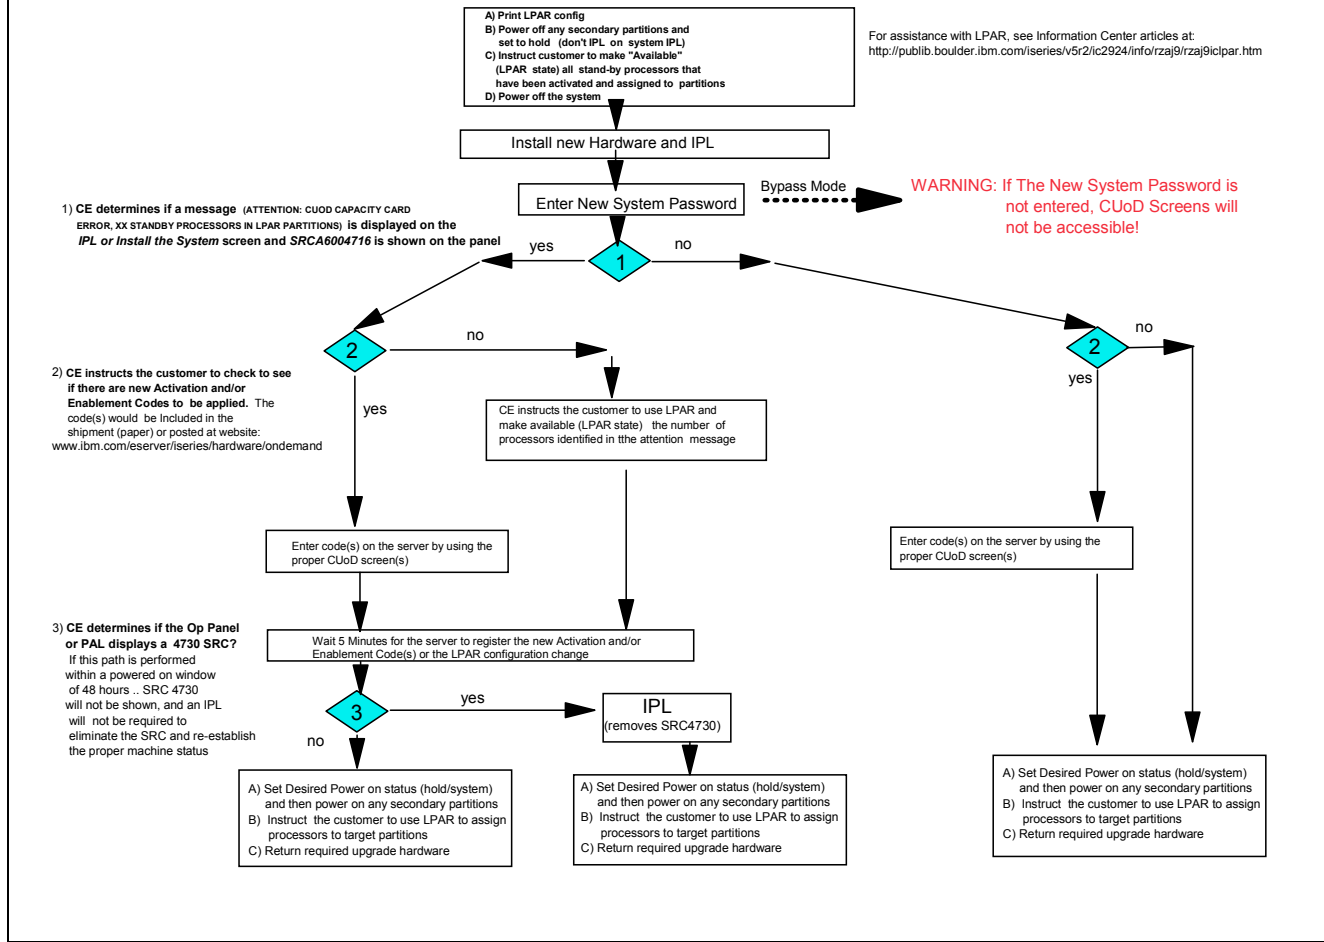 A) Print LPAR config
B) Power off any secondary partitions and
set to hold (don't IPL on system IPL)
C) Instruct customer to make "Available"
(LPAR state) all stand-by processors that
have been activated and assigned to partitions
D) Power off the system
For assistance with LPAR, see Information Center articles at:
http://publib.boulder.ibm.com/iseries/v5r2/ic2924/info/rzaj9/rzaj9iclpar.htm
Install new Hardware and IPL
Enter New System Password
Bypass Mode
WARNING: If The New System Password is
not entered, CUoD Screens will
not be accessible!
1) CE determines if a message (ATTENTION: CUOD CAPACITY CARD
ERROR, XX STANDBY PROCESSORS IN LPAR PARTITIONS) is displayed on the
IPL or Install the System screen and SRCA6004716 is shown on the panel
yes
1
no
2
no
2
no
yes
2) CE instructs the customer to check to see
if there are new Activation and/or
Enablement Codes to be applied. The
code(s) would be Included in the
shipment (paper) or posted at website:
www.ibm.com/eserver/iseries/hardware/ondemand
yes
CE instructs the customer to use LPAR and
make available (LPAR state) the number of
processors identified in tthe attention message
Enter code(s) on the server by using the
proper CUoD screen(s)
Enter code(s) on the server by using the
proper CUoD screen(s)
3) CE determines if the Op Panel
or PAL displays a 4730 SRC?
If this path is performed
within a powered on window
of 48 hours .. SRC 4730
will not be shown, and an IPL
will not be required to
eliminate the SRC and re-establish
the proper machine status
Wait 5 Minutes for the server to register the new Activation and/or
Enablement Code(s) or the LPAR configuration change
3
yes
no
IPL
(removes SRC4730)
A) Set Desired Power on status (hold/system)
and then power on any secondary partitions
B) Instruct the customer to use LPAR to assign
processors to target partitions
C) Return required upgrade hardware
A) Set Desired Power on status (hold/system)
and then power on any secondary partitions
B) Instruct the customer to use LPAR to assign
processors to target partitions
C) Return required upgrade hardware
A) Set Desired Power on status (hold/system)
and then power on any secondary partitions
B) Instruct the customer to use LPAR to assign
processors to target partitions
C) Return required upgrade hardware